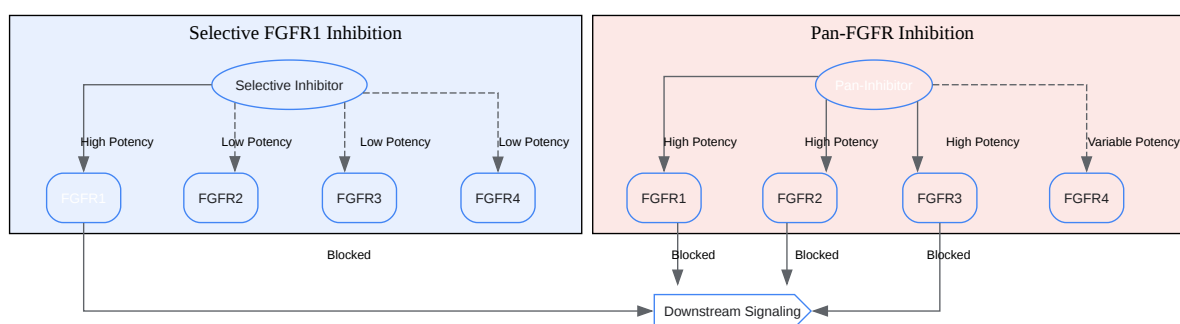 Selective FGFR1 Inhibition
Pan-FGFR Inhibition
Selective Inhibitor
Pan-Inhibitor
High Potency
Low Potency
Low Potency
Low Potency
High Potency
High Potency
High Potency
Variable Potency
FGFR1
FGFR2
FGFR3
FGFR4
FGFR1
FGFR2
FGFR3
FGFR4
Blocked
Blocked
Blocked
Blocked
Downstream Signaling